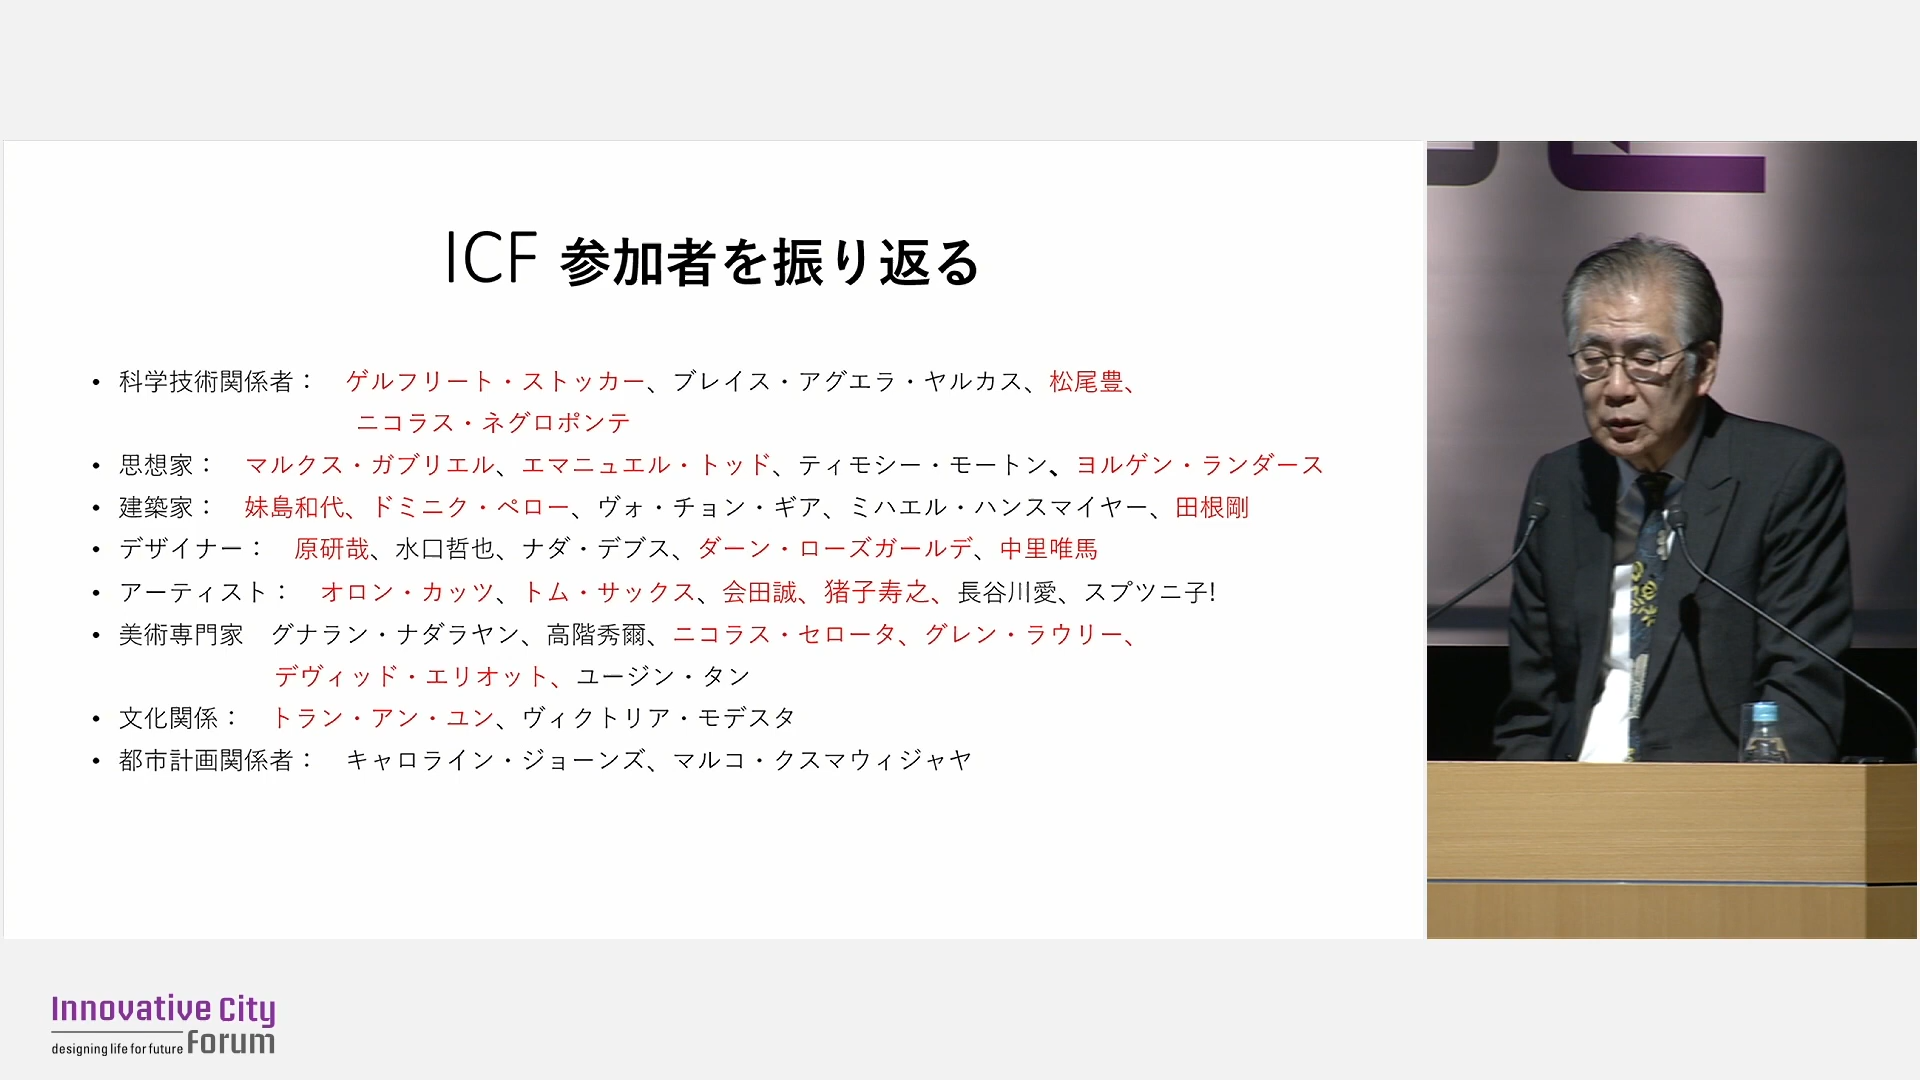 ICF 参加者を振り返る
• 科学技術関係者： ゲルフリート・ストッカー、ブレイス・アグエラ・ヤルカス、松尾豊、
ニコラス・ネグロポンテ
• 思想家： マルクス・ガブリエル、エマニュエル・トッド、ティモシー・モートン、ヨルゲン・ランダース
• 建築家： 妹島和代、ドミニク・ペロー、ヴォ・チョン・ギア、ミハエル・ハンスマイヤー、田根剛
• デザイナー： 原研哉、水口哲也、ナダ・デブス、ダーン・ローズガールデ、中里唯馬
• アーティスト： オロン・カッツ、トム・サックス、会田誠、猪子寿之、長谷川愛、スプツニ子!
• 美術専門家 グナラン・ナダラヤン、高階秀爾、ニコラス・セロータ、グレン・ラウリー、
デヴィッド・エリオット、ユージン・タン
• 文化関係： トラン・アン・ユン、ヴィクトリア・モデスタ
• 都市計画関係者： キャロライン・ジョーンズ、マルコ・クスマウィジャヤ
Innovative City
designing life for future Forum